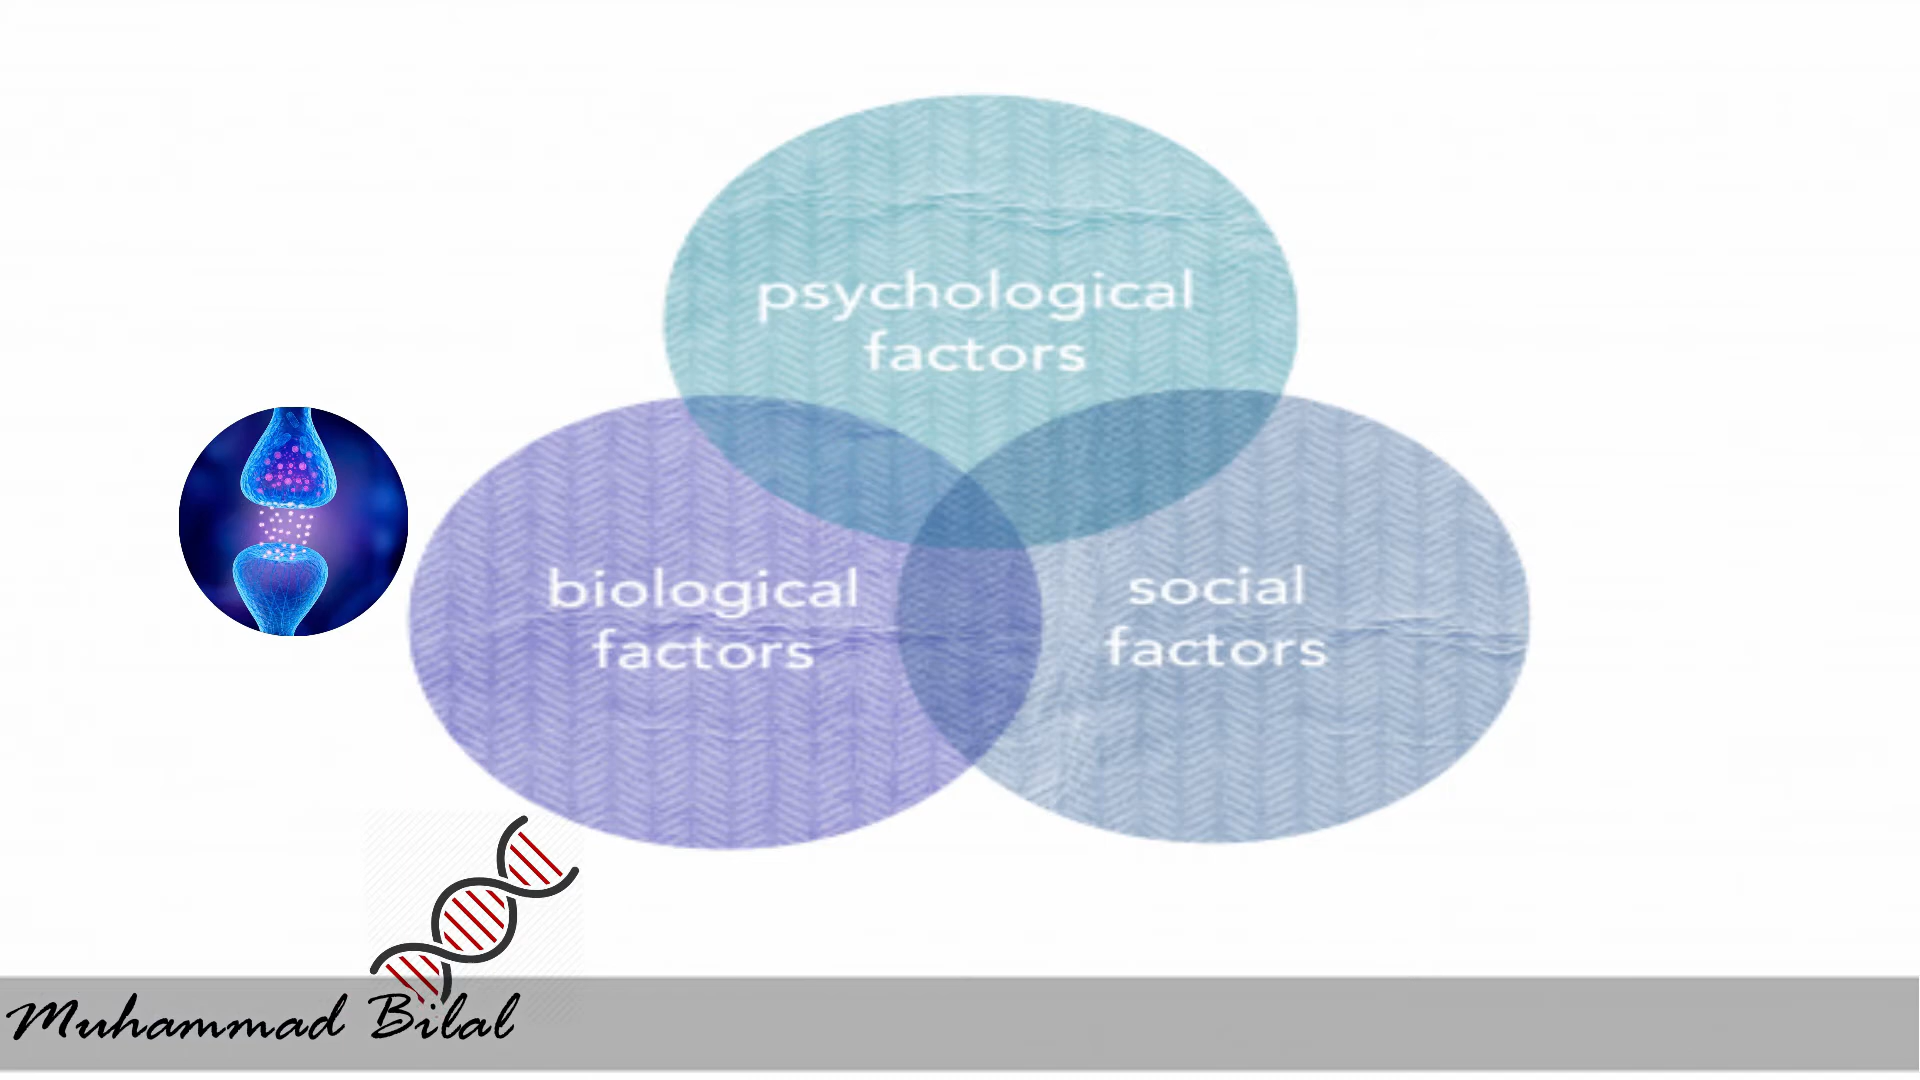 psychological
factors
biological
factors
social
factors
Muhammad Bilal